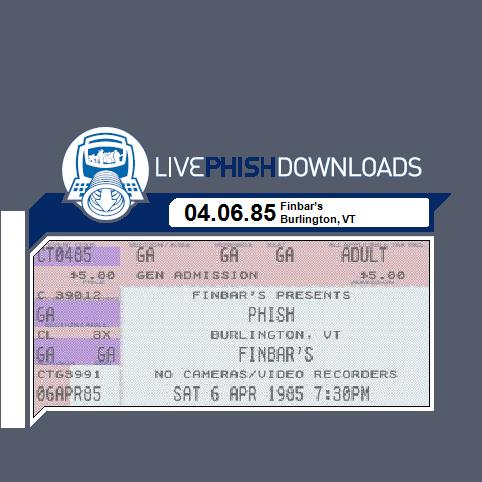 LIVEPHISHDOWNLOADS
04.06.85 Finbar's
Burlington, VT
CT0485 GA GA GA ADULT
$5.00 GEN ADMISSION $5.00
C 39012 FINBAR'S PRESENTS
GA PHISH
CL 8X BURLINGTON, VT
GA GA FINBAR'S
CTG3991 NO CAMERAS/VIDEO RECORDERS
06APR85 SAT 6 APR 1985 7:30PM